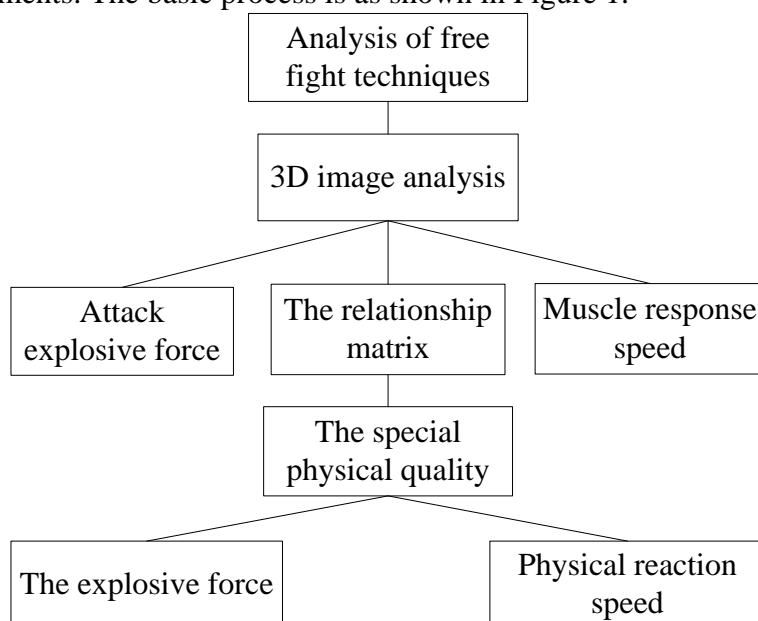 ments. The basic process is as shown in Figure 1.
Analysis of free
fight techniques
3D image analysis
Attack
explosive force
The relationship
matrix
Muscle response
speed
The special
physical quality
The explosive force
Physical reaction
speed